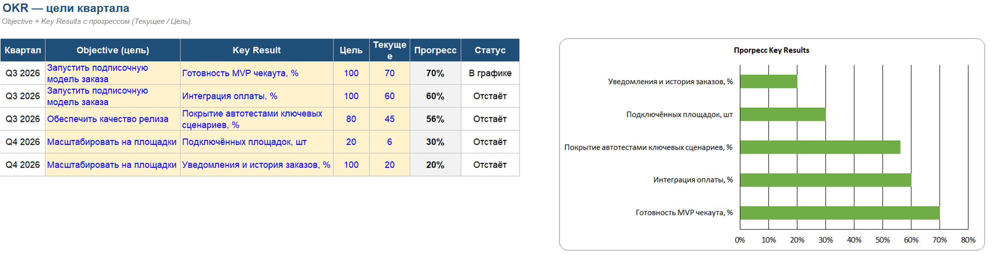 OKR — цели квартала
Objective + Key Results с прогрессом (Текущее / Цель).
Квартал Objective (цель) Key Result Цель Текуще
е Прогресс Статус
Q3 2026 Запустить подписочную
модель заказа Готовность MVP чекаута, % 100 70 70% В графике
Q3 2026 Запустить подписочную
модель заказа Интеграция оплаты, % 100 60 60% Отстаёт
Q3 2026 Обеспечить качество релиза Покрытие автотестами ключевых
сценариев, % 80 45 56% Отстаёт
Q4 2026 Масштабировать на площадки Подключённых площадок, шт 20 6 30% Отстаёт
Q4 2026 Масштабировать на площадки Уведомления и история заказов, % 100 20 20% Отстаёт
Прогресс Key Results
Уведомления и история заказов, %
Подключённых площадок, шт
Покрытие автотестами ключевых сценариев, %
Интеграция оплаты, %
Готовность MVP чекаута, %
0% 10% 20% 30% 40% 50% 60% 70% 80%